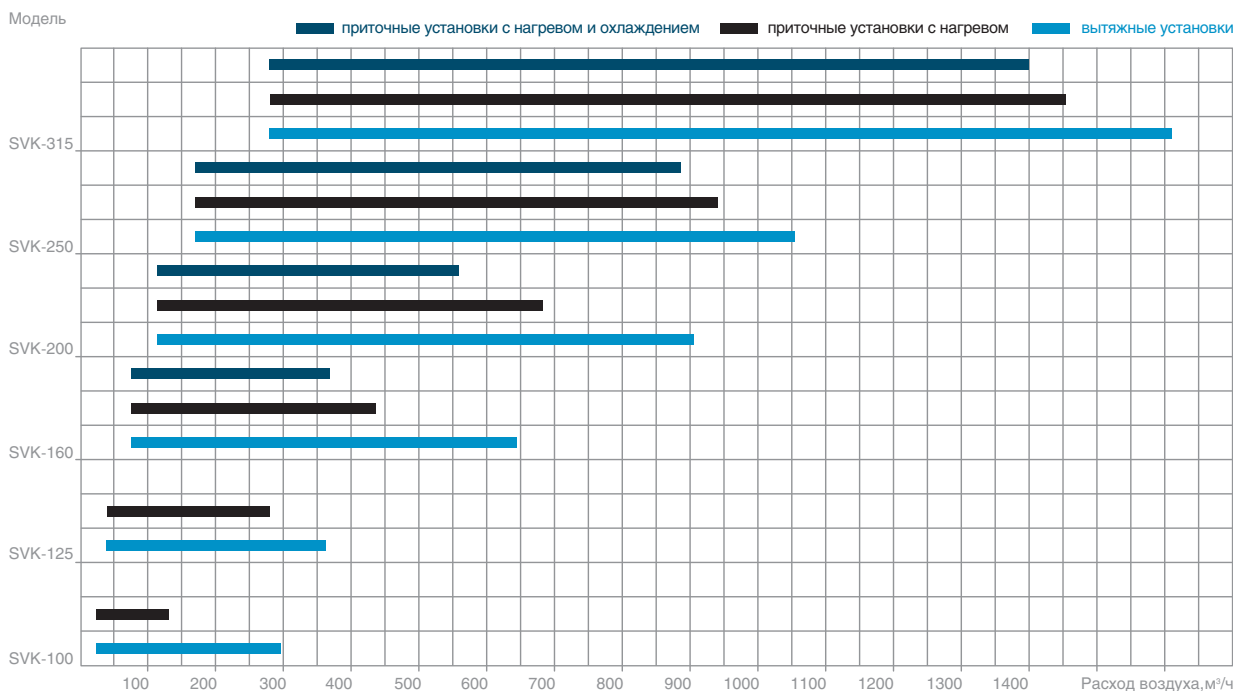 Модель
приточные установки с нагревом и охлаждением приточные установки с нагревом вытяжные установки
SVK-315
SVK-250
SVK-200
SVK-160
SVK-125
SVK-100
100 200 300 400 500 600 700 800 900 1000 1100 1200 1300 1400 Расход воздуха,м³/ч